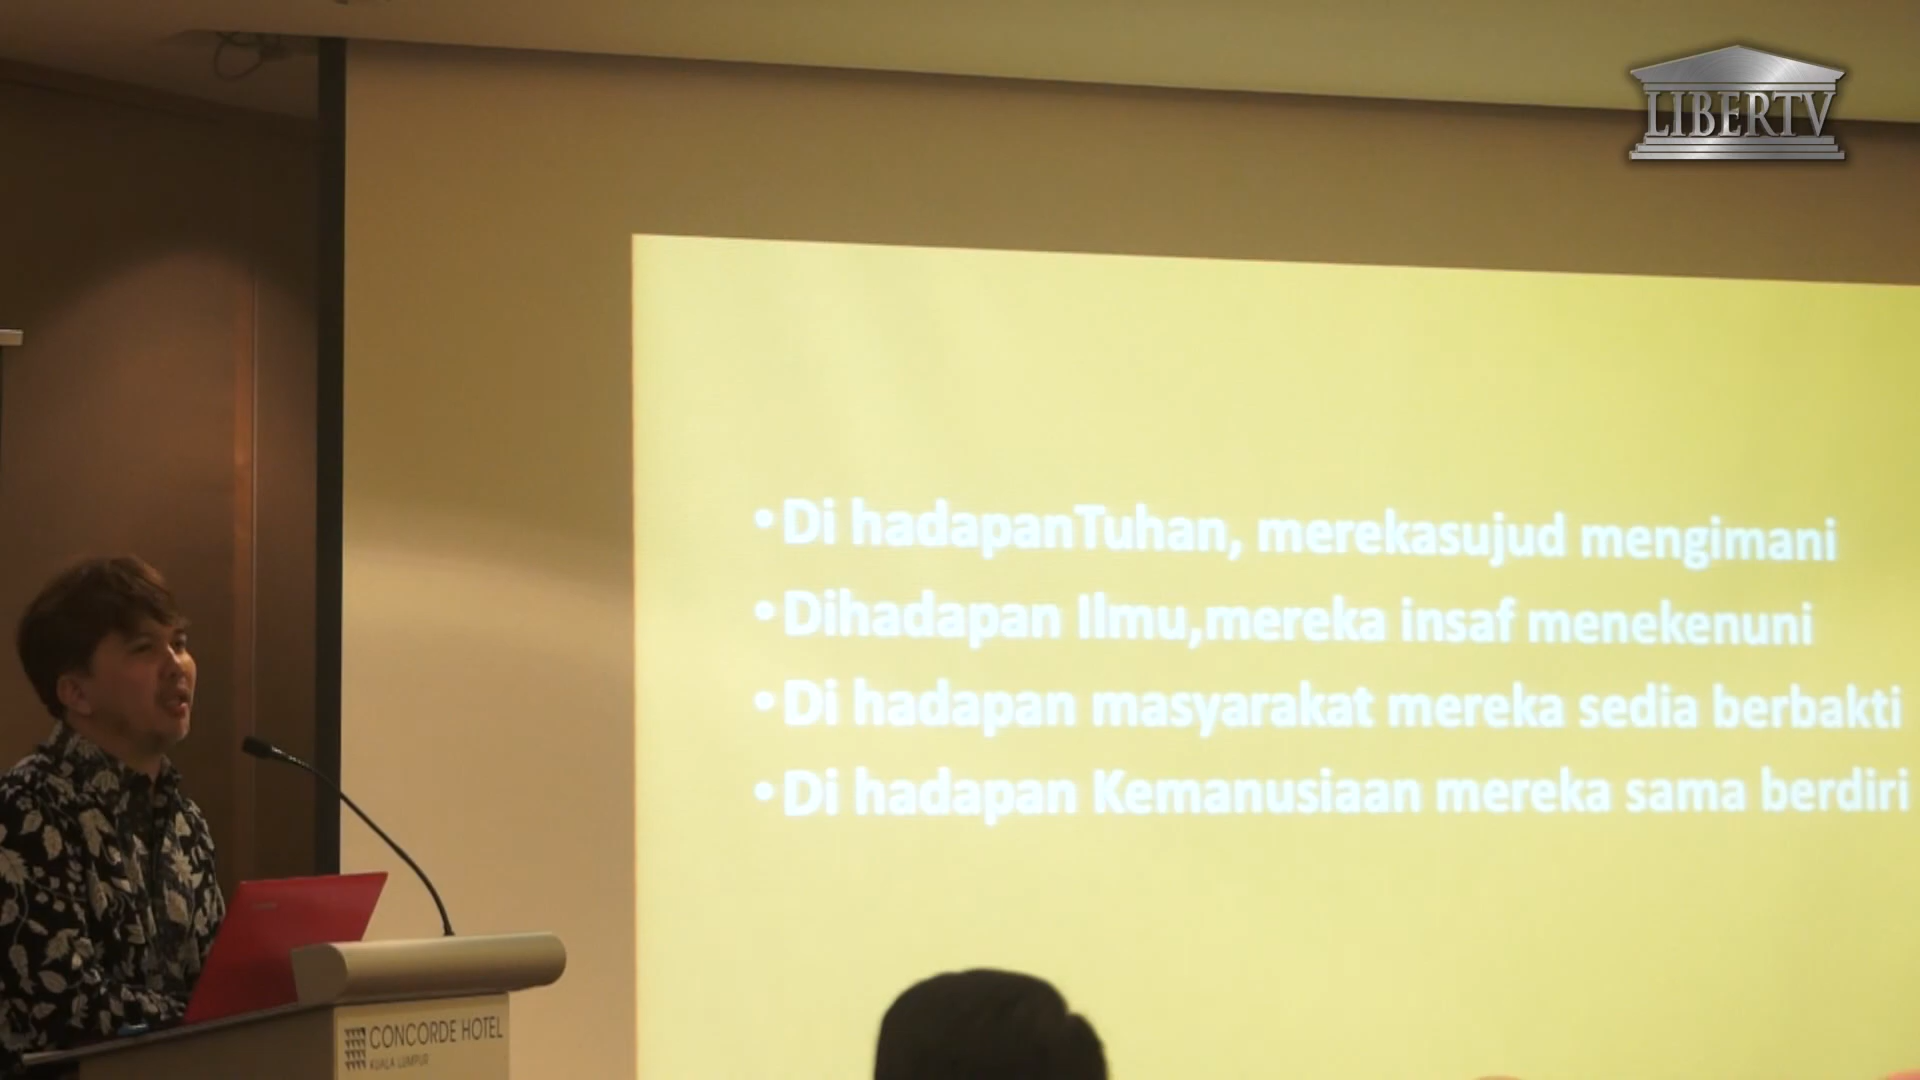 LIBERTV
•Di hadapanTuhan, merekasujud mengimani
•Dihadapan Ilmu,mereka insaf menekenuni
•Di hadapan masyarakat mereka sedia berbakti
•Di hadapan Kemanusiaan mereka sama berdiri
CONCORDE HOTEL
KUALA LUMPUR